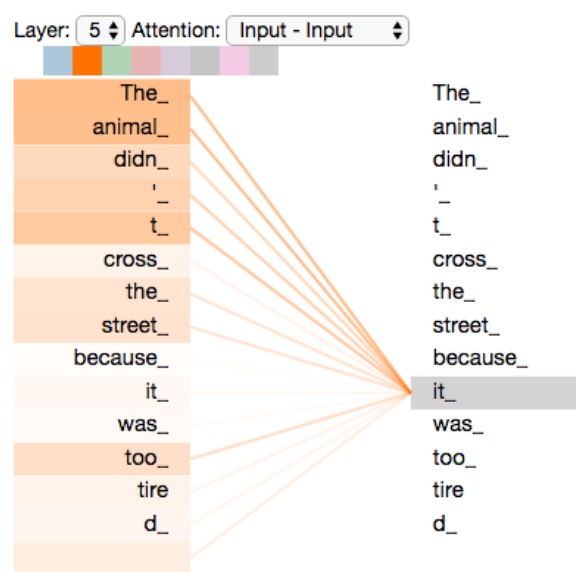 Layer: 5 Attention: Input - Input
The_ The_
animal_ animal_
didn_ didn_
'_ '_
t_ t_
cross_ cross_
the_ the_
street_ street_
because_ because_
it_ it_
was_ was_
too_ too_
tire tire
d_ d_